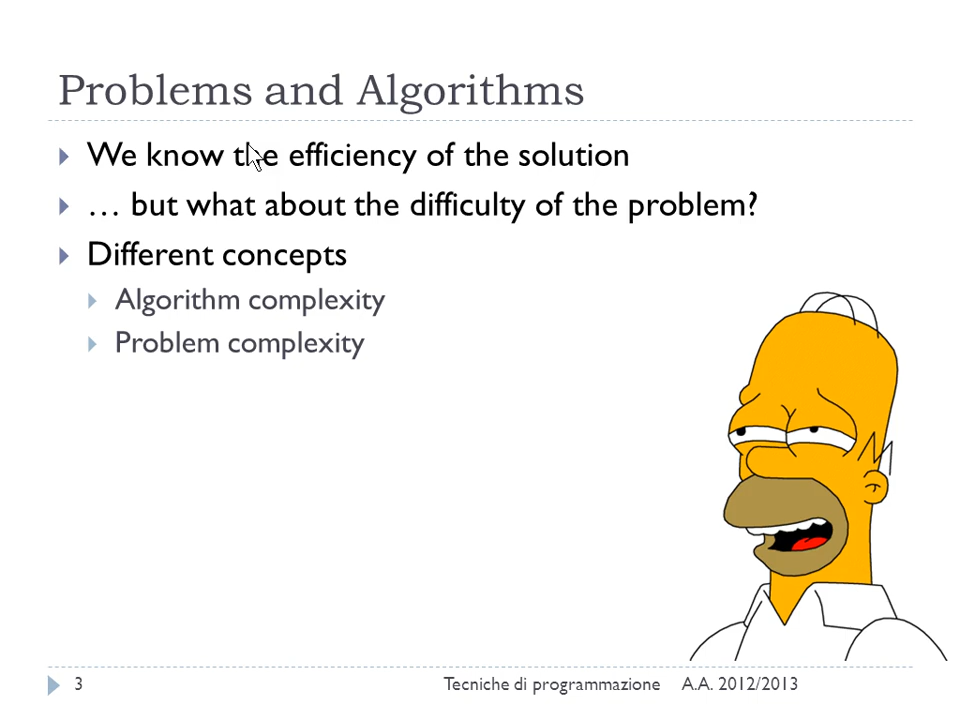 Problems and Algorithms
We know the efficiency of the solution
… but what about the difficulty of the problem?
Different concepts
Algorithm complexity
Problem complexity
3
Tecniche di programmazione A.A. 2012/2013